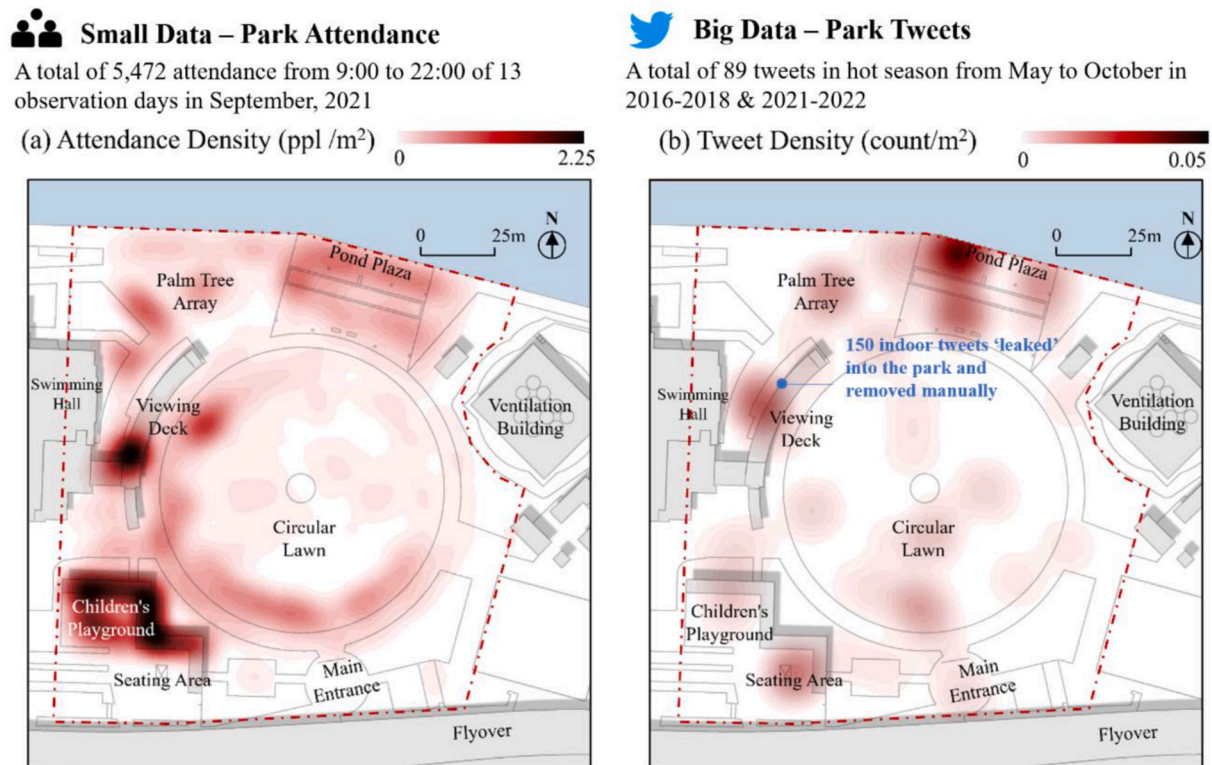 Small Data – Park Attendance
A total of 5,472 attendance from 9:00 to 22:00 of 13
observation days in September, 2021
(a) Attendance Density (ppl /m²)
0
2.25
N
0
25m
Pond Plaza
Palm Tree
Array
Swimming
Hall
Viewing
Deck
Ventilation
Building
Circular
Lawn
Children's
Playground
Seating Area
Main
Entrance
Flyover
Big Data – Park Tweets
A total of 89 tweets in hot season from May to October in
2016-2018 & 2021-2022
(b) Tweet Density (count/m²)
0
0.05
N
0
25m
Pond Plaza
Palm Tree
Array
150 indoor tweets ‘leaked’
into the park and
removed manually
Swimming
Hall
Viewing
Deck
Ventilation
Building
Circular
Lawn
Children's
Playground
Seating Area
Main
Entrance
Flyover